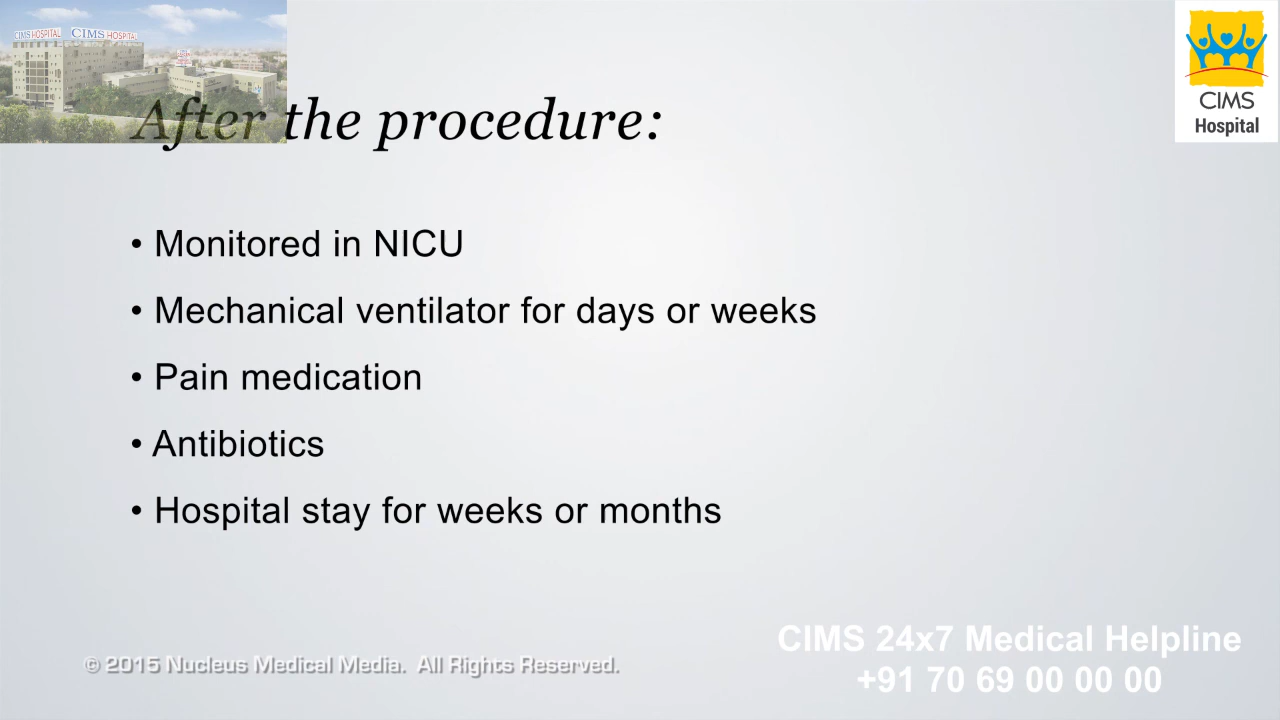 CIMS HOSPITAL CIMS HOSPITAL
CIMS
Hospital
After the procedure:
• Monitored in NICU
• Mechanical ventilator for days or weeks
• Pain medication
• Antibiotics
• Hospital stay for weeks or months
CIMS 24x7 Medical Helpline
+91 70 69 00 00 00
© 2015 Nucleus Medical Media. All Rights Reserved.